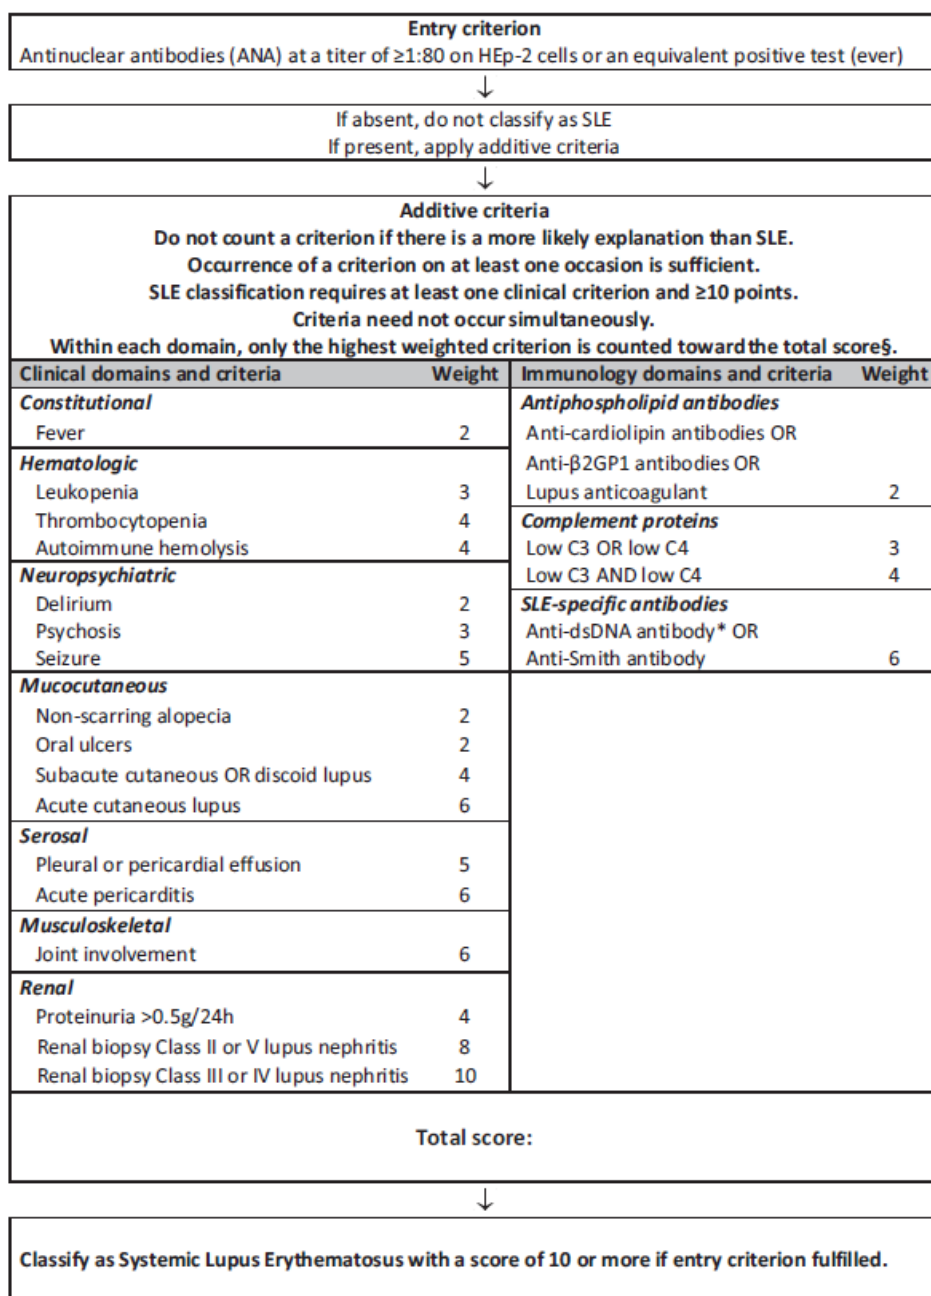 Entry criterion
Antinuclear antibodies (ANA) at a titer of ≥1:80 on HEp-2 cells or an equivalent positive test (ever)
↓
If absent, do not classify as SLE
If present, apply additive criteria
↓
Additive criteria
Do not count a criterion if there is a more likely explanation than SLE.
Occurrence of a criterion on at least one occasion is sufficient.
SLE classification requires at least one clinical criterion and ≥10 points.
Criteria need not occur simultaneously.
Within each domain, only the highest weighted criterion is counted toward the total score§.
Clinical domains and criteria Weight
Constitutional
Fever 2
Hematologic
Leukopenia 3
Thrombocytopenia 4
Autoimmune hemolysis 4
Neuropsychiatric
Delirium 2
Psychosis 3
Seizure 5
Mucocutaneous
Non-scarring alopecia 2
Oral ulcers 2
Subacute cutaneous OR discoid lupus 4
Acute cutaneous lupus 6
Serosal
Pleural or pericardial effusion 5
Acute pericarditis 6
Musculoskeletal
Joint involvement 6
Renal
Proteinuria >0.5g/24h 4
Renal biopsy Class II or V lupus nephritis 8
Renal biopsy Class III or IV lupus nephritis 10
Immunology domains and criteria Weight
Antiphospholipid antibodies
Anti-cardiolipin antibodies OR
Anti-β2GP1 antibodies OR
Lupus anticoagulant 2
Complement proteins
Low C3 OR low C4 3
Low C3 AND low C4 4
SLE-specific antibodies
Anti-dsDNA antibody* OR
Anti-Smith antibody 6
Total score:
↓
Classify as Systemic Lupus Erythematosus with a score of 10 or more if entry criterion fulfilled.